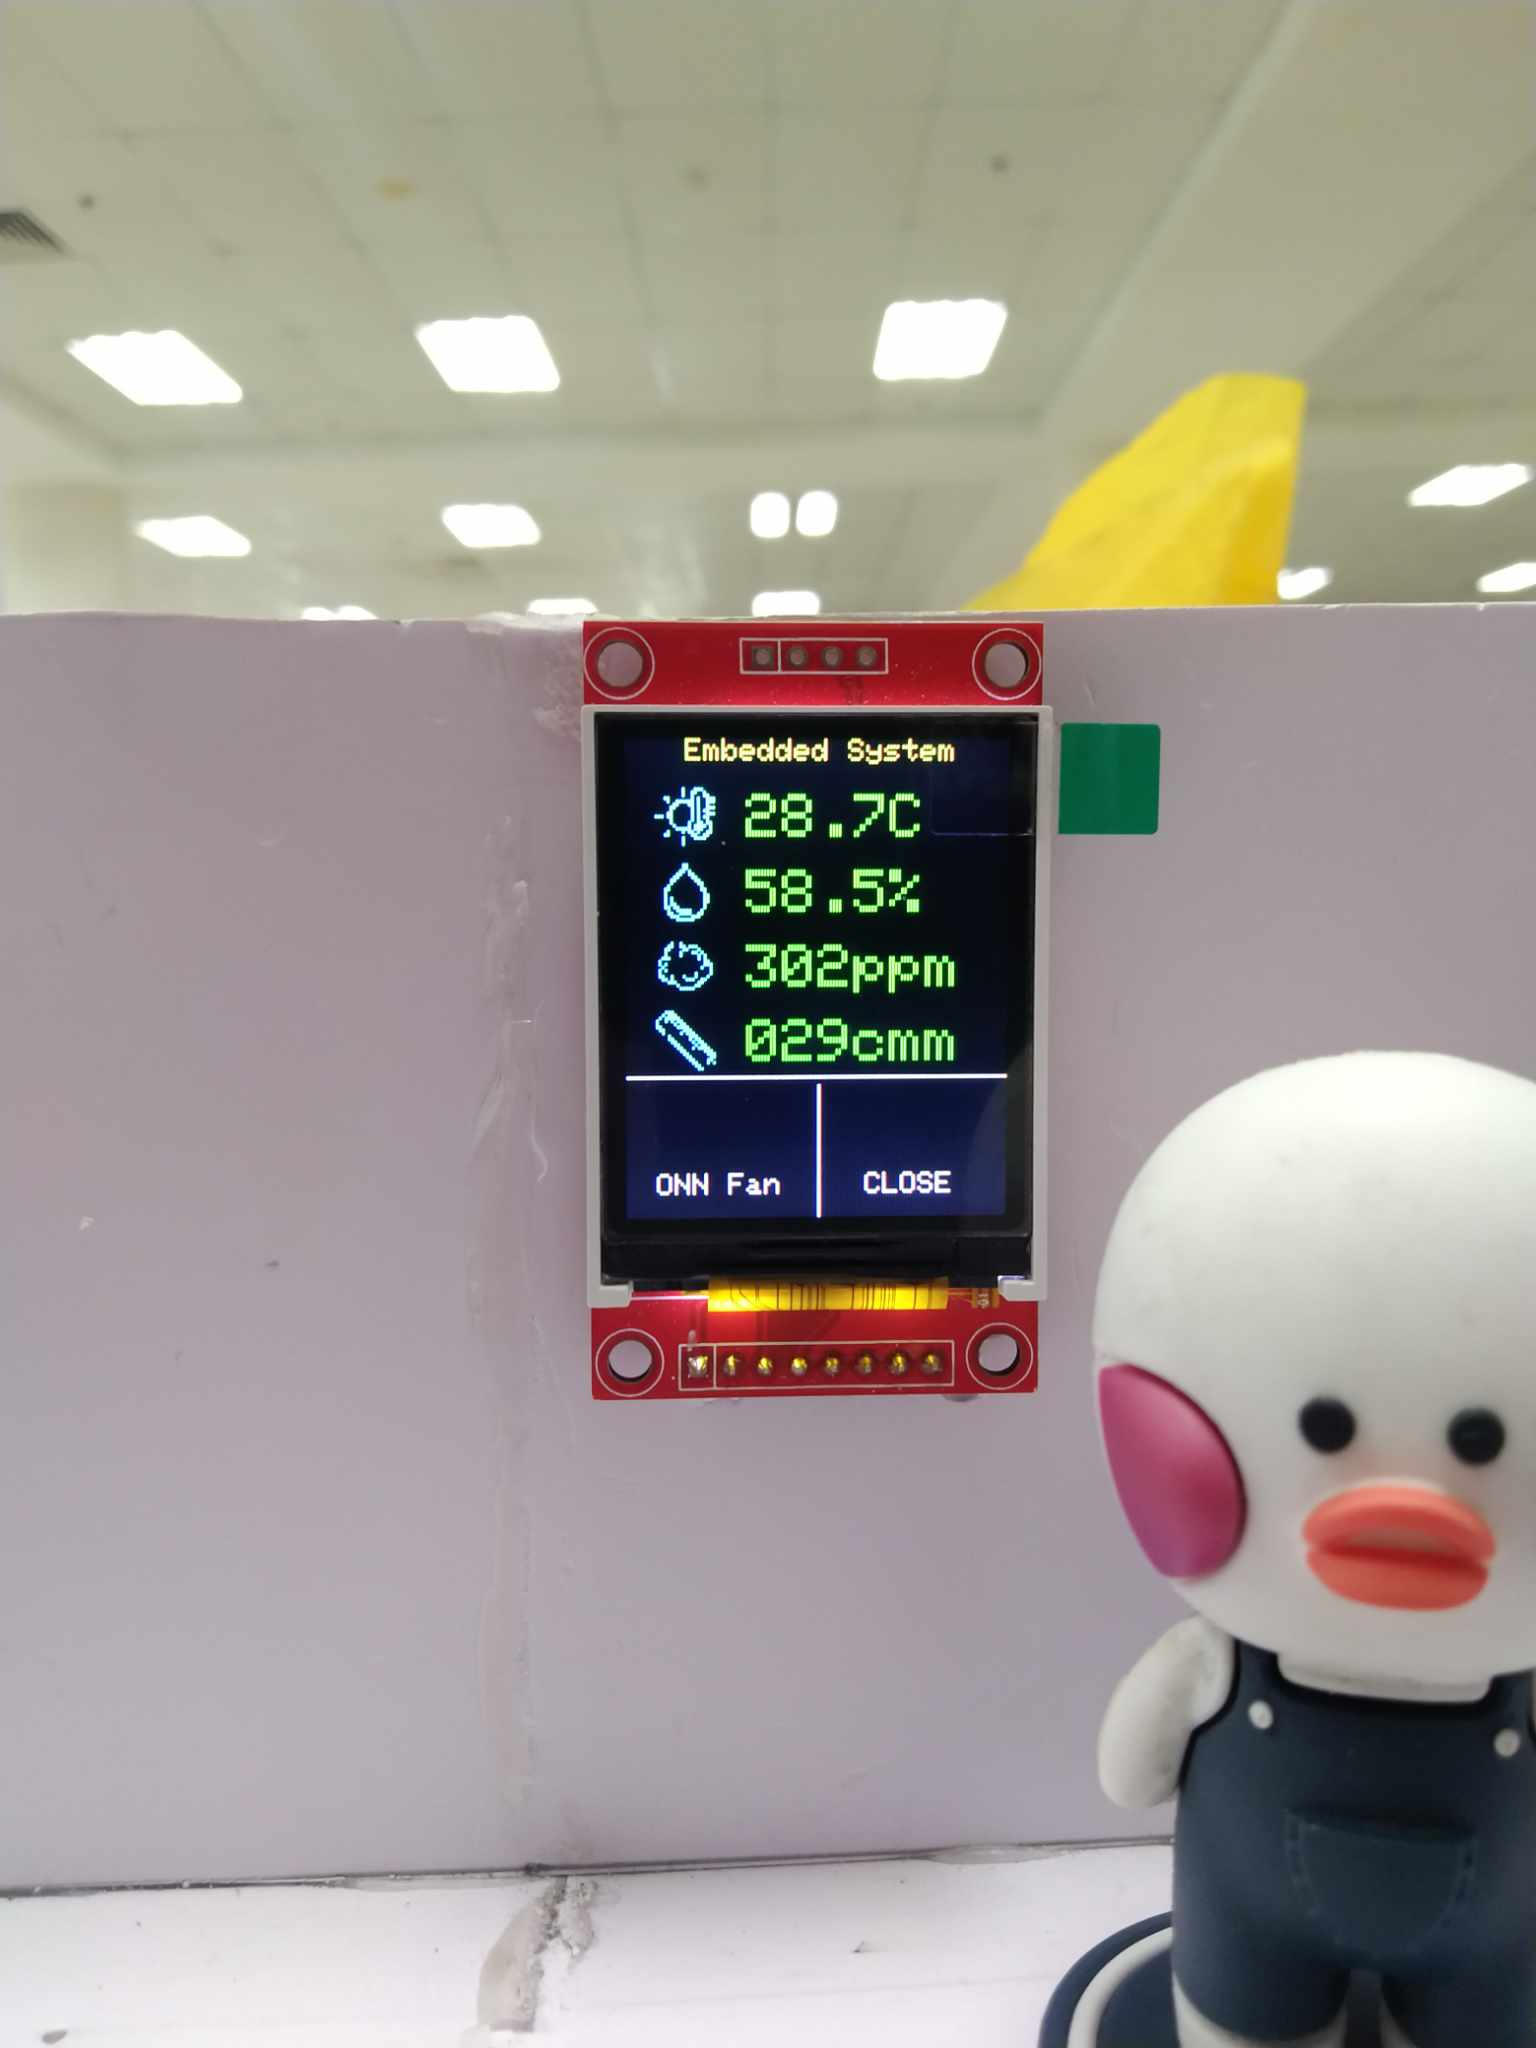 Embedded System
28.7C
58.5%
302ppm
029cmm
ONN Fan
CLOSE